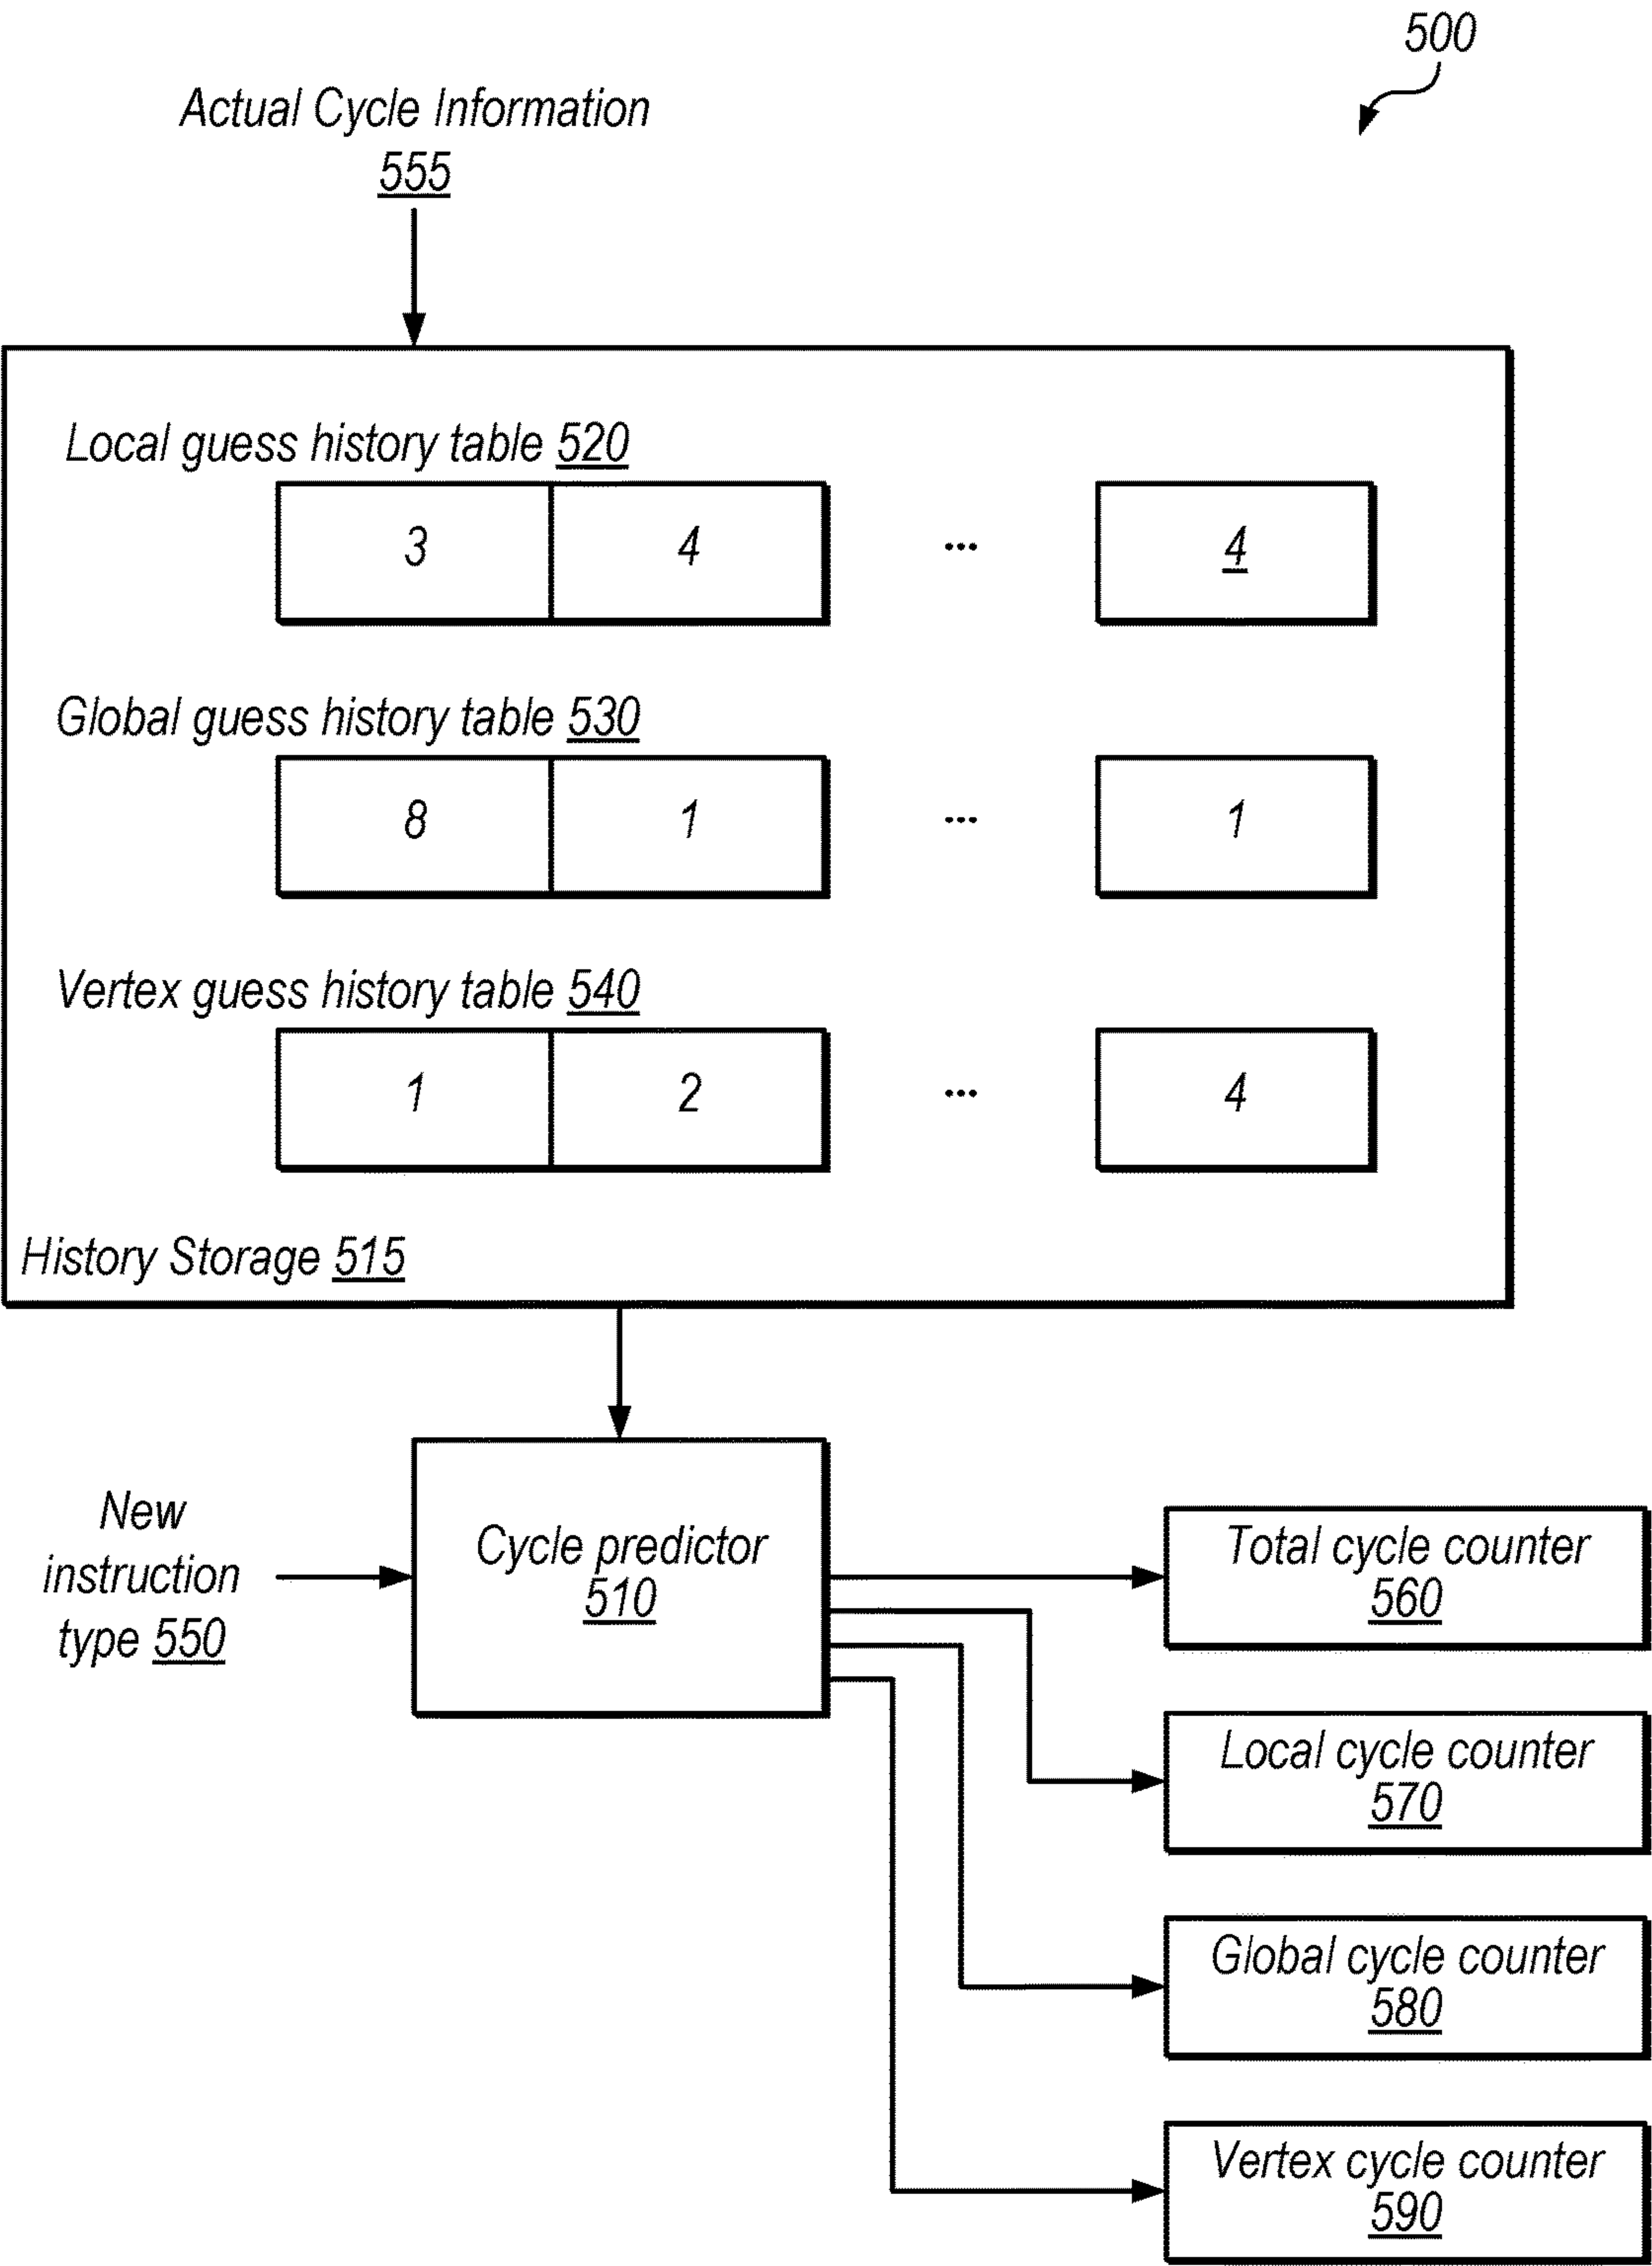 500
Actual Cycle Information
555
Local guess history table 520
3 4 ... 4
Global guess history table 530
8 1 ... 1
Vertex guess history table 540
1 2 ... 4
History Storage 515
New
instruction
type 550
Cycle predictor
510
Total cycle counter
560
Local cycle counter
570
Global cycle counter
580
Vertex cycle counter
590